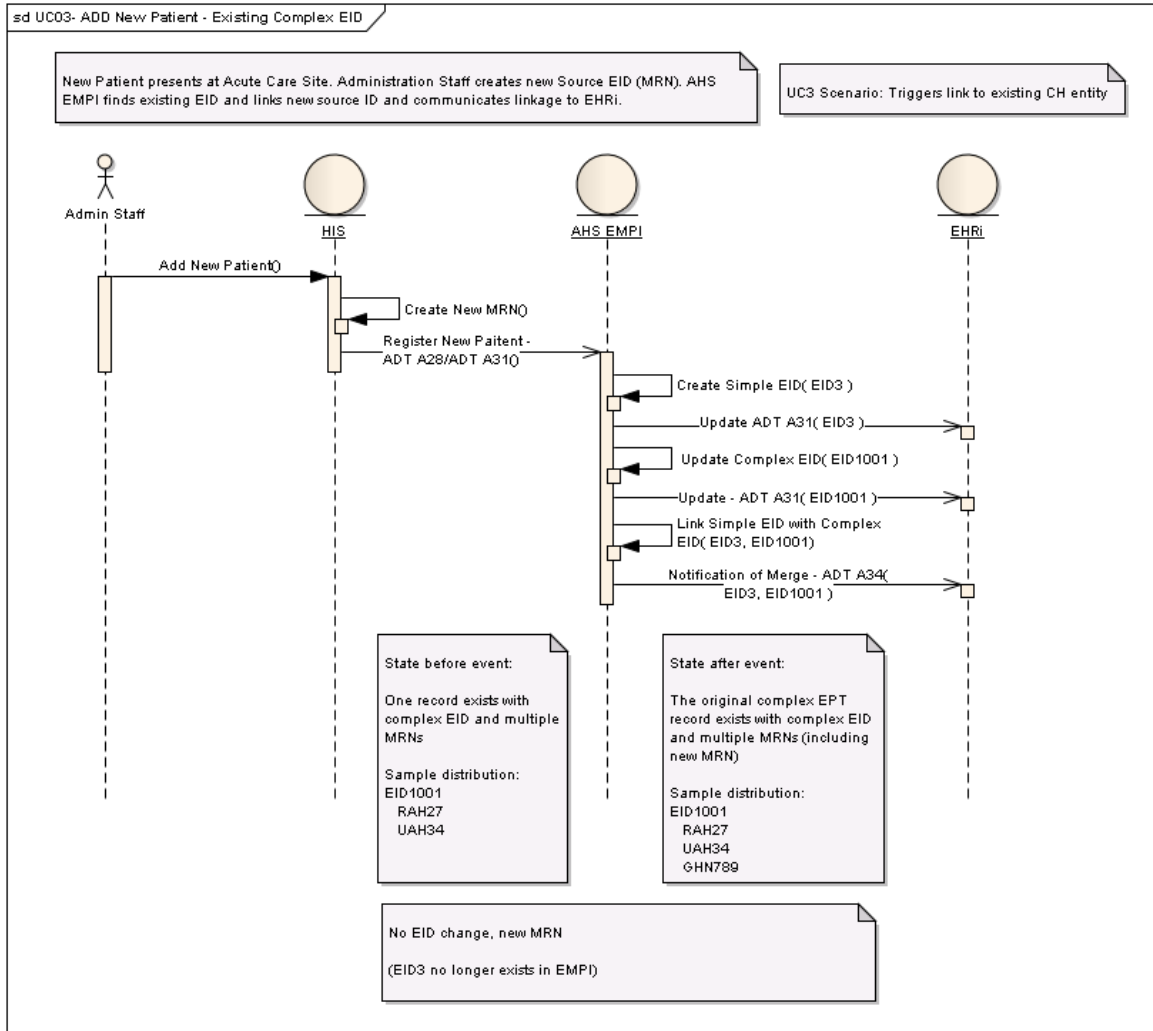 sd UC03- ADD New Patient - Existing Complex EID
New Patient presents at Acute Care Site. Administration Staff creates new Source EID (MRN). AHS
EMPI finds existing EID and links new source ID and communicates linkage to EHRi.
UC3 Scenario: Triggers link to existing CH entity
Admin Staff
HIS
AHS EMPI
EHRi
Add New Patient()
Create New MRN()
Register New Paitent -
ADT A28/ADT A31()
Create Simple EID( EID3 )
Update ADT A31( EID3 )
Update Complex EID( EID1001 )
Update - ADT A31( EID1001 )
Link Simple EID with Complex
EID( EID3, EID1001)
Notification of Merge - ADT A34(
EID3, EID1001 )
State before event:
One record exists with
complex EID and multiple
MRNs
Sample distribution:
EID1001
RAH27
UAH34
State after event:
The original complex EPT
record exists with complex EID
and multiple MRNs (including
new MRN)
Sample distribution:
EID1001
RAH27
UAH34
GHN789
No EID change, new MRN
(EID3 no longer exists in EMPI)